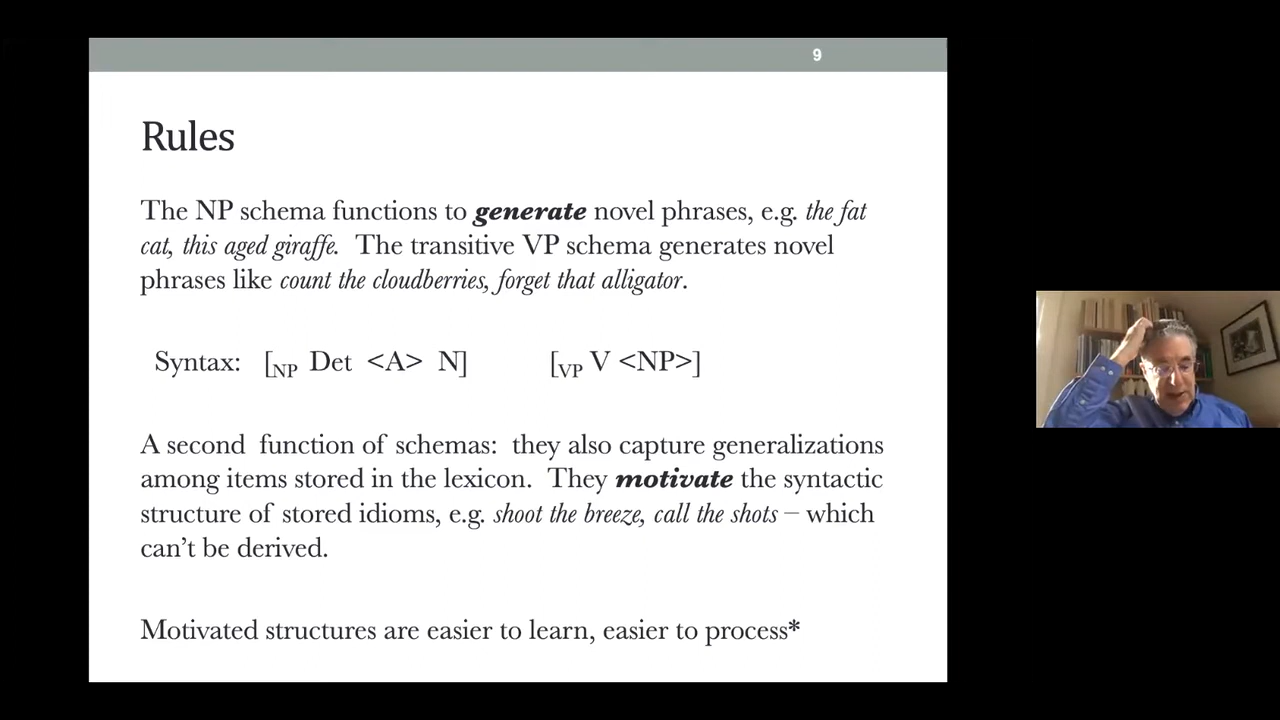 9
Rules
The NP schema functions to generate novel phrases, e.g. the fat
cat, this aged giraffe. The transitive VP schema generates novel
phrases like count the cloudberries, forget that alligator.
Syntax: [NP Det <A> N] [VP V <NP>]
A second function of schemas: they also capture generalizations
among items stored in the lexicon. They motivate the syntactic
structure of stored idioms, e.g. shoot the breeze, call the shots – which
can’t be derived.
Motivated structures are easier to learn, easier to process*